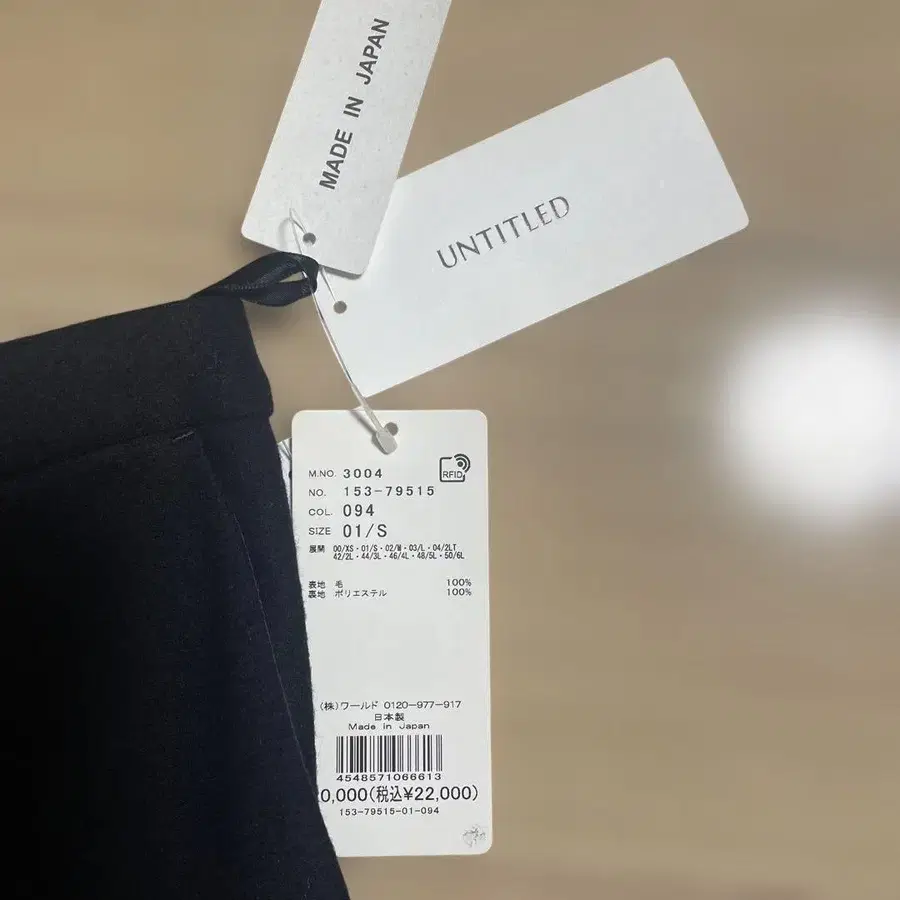 MADE IN JAPAN
UNTITLED
M.NO. 3004
RFID
NO. 153-79515
COL. 094
SIZE 01/S
展開 00/XS・01/S・02/M・03/L・04/2LT
42/2L・44/3L・46/4L・48/5L・50/6L
表地 毛 100%
裏地 ポリエステル 100%
(株)ワールド 0120-977-917
日本製
Made in Japan
4548571066613
0,000(税込¥22,000)
153-79515-01-094